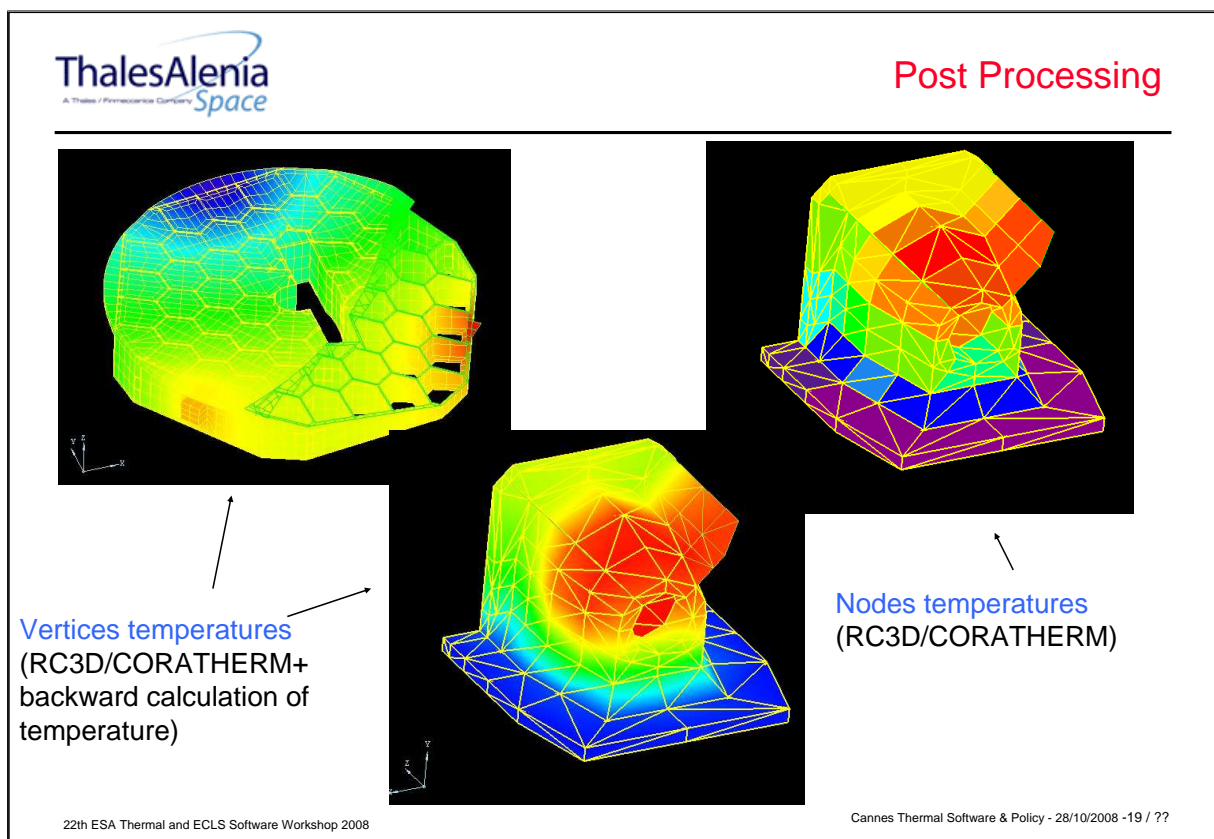 ThalesAlenia
A Thales / Finmeccanica Company
Space
Post Processing
Y
Z
X
Vertices temperatures
(RC3D/CORATHERM+
backward calculation of
temperature)
Y
Z
Nodes temperatures
(RC3D/CORATHERM)
22th ESA Thermal and ECLS Software Workshop 2008
Cannes Thermal Software & Policy - 28/10/2008 -19 / ??